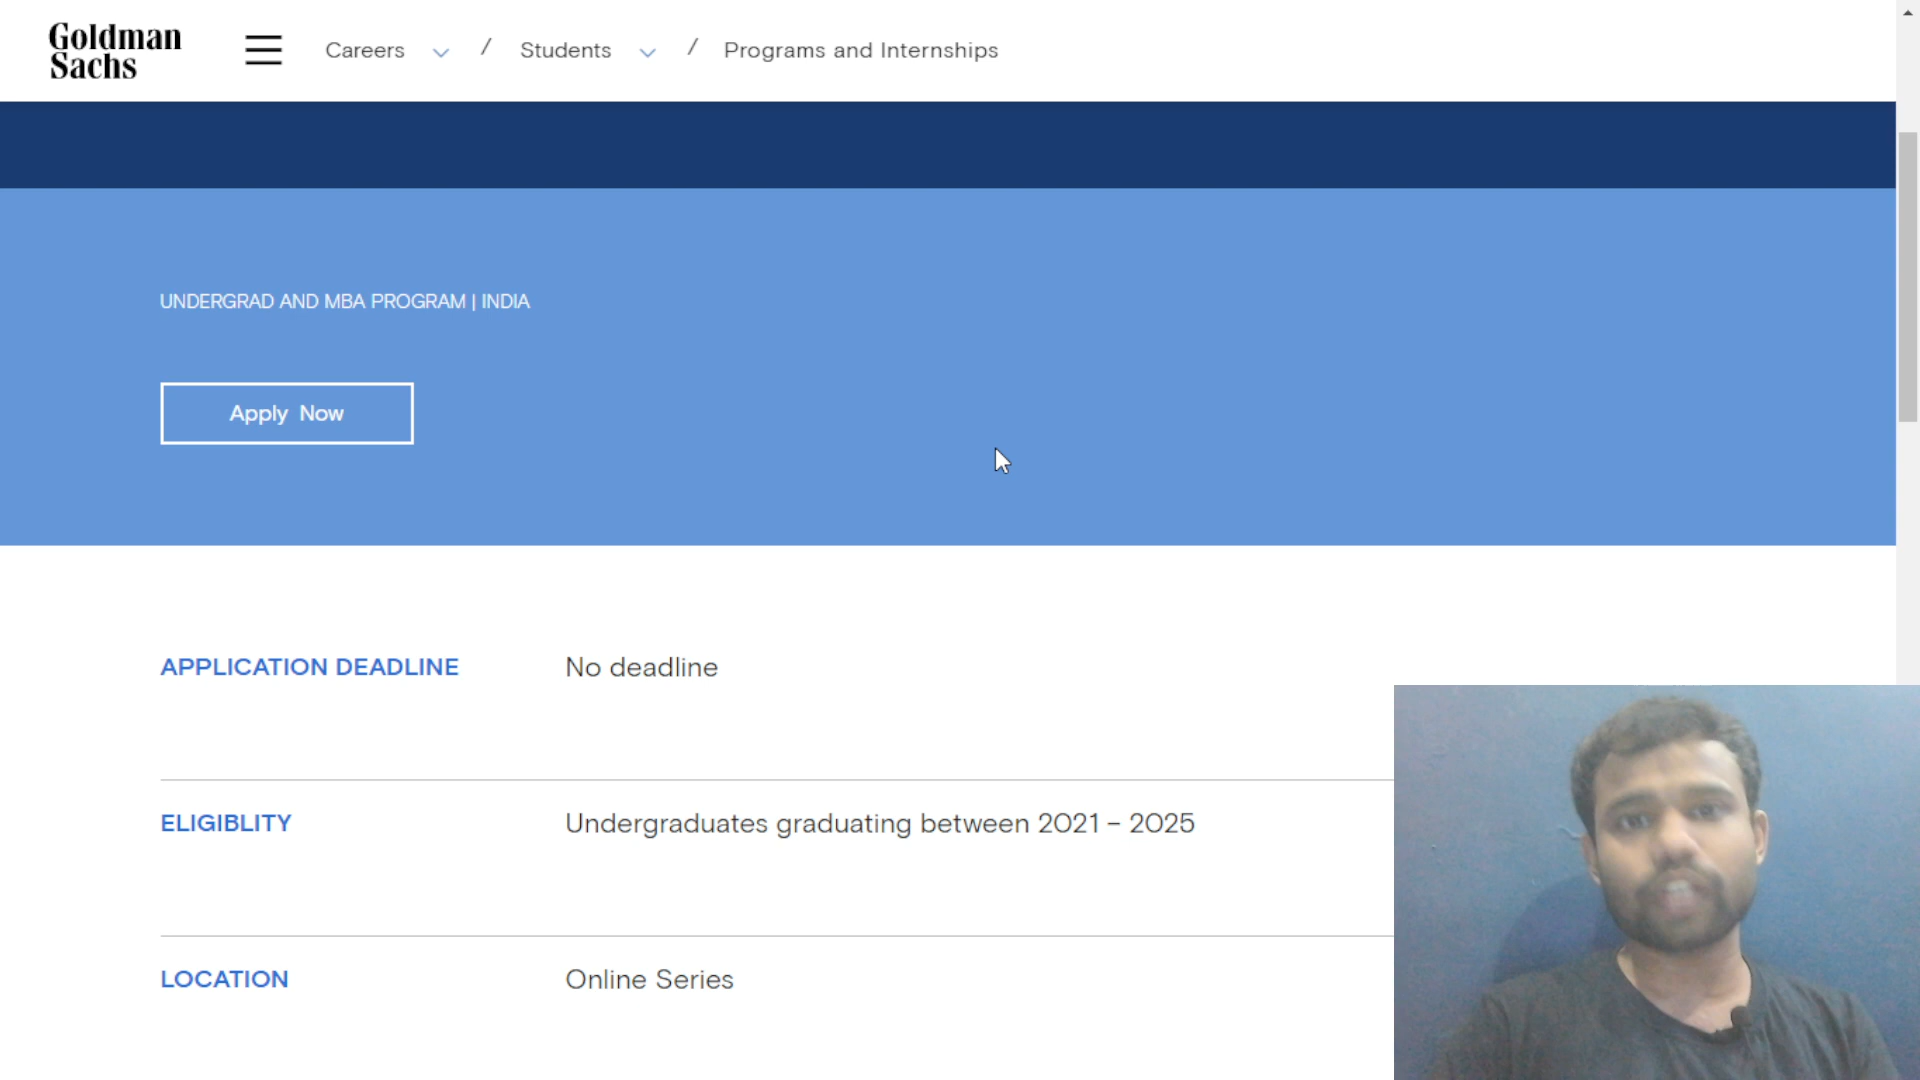 Goldman
Sachs
Careers / Students / Programs and Internships
UNDERGRAD AND MBA PROGRAM | INDIA
Apply Now
APPLICATION DEADLINE No deadline
ELIGIBLITY Undergraduates graduating between 2021 – 2025
LOCATION Online Series